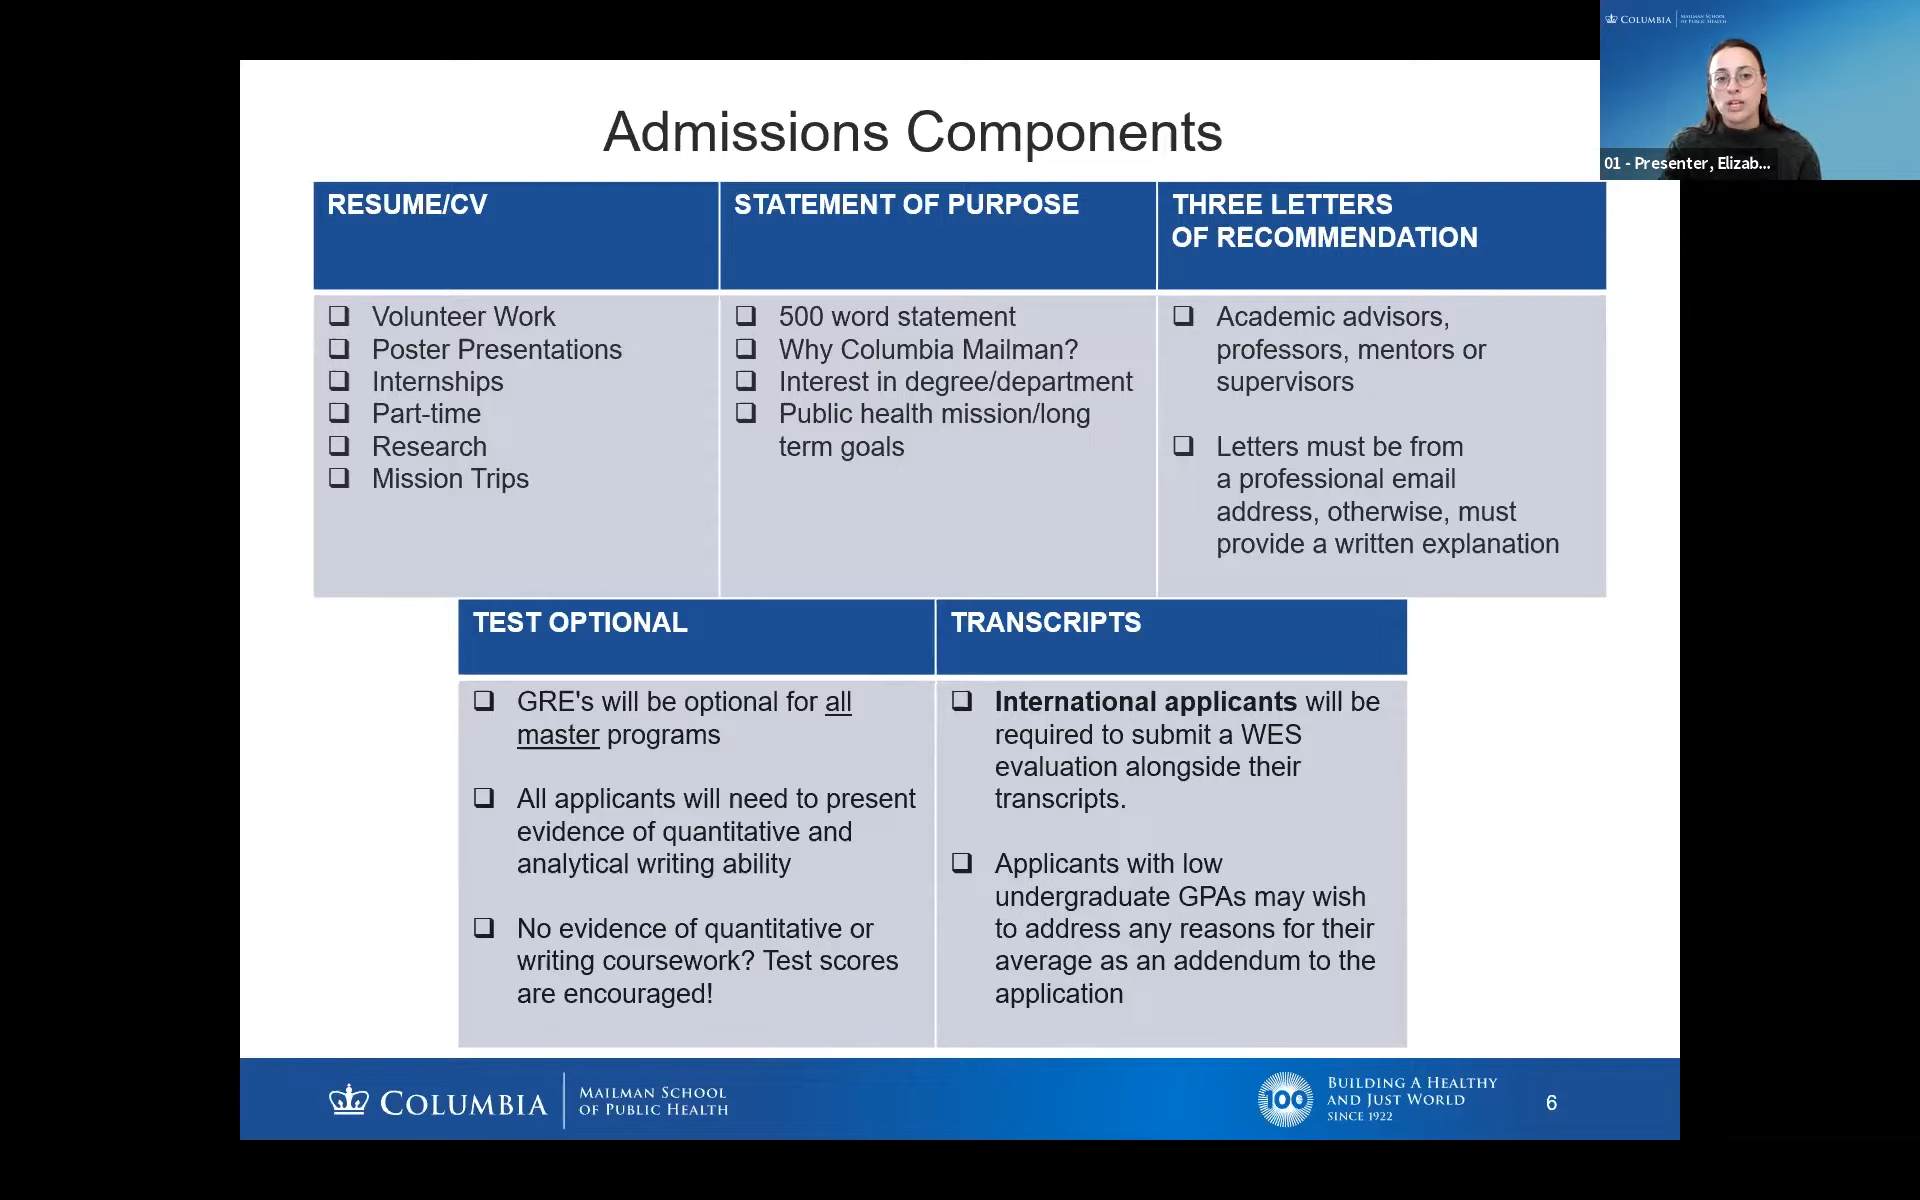 COLUMBIA
MAILMAN SCHOOL
OF PUBLIC HEALTH
01 - Presenter, Elizab...
Admissions Components
RESUME/CV
❑ Volunteer Work
❑ Poster Presentations
❑ Internships
❑ Part-time
❑ Research
❑ Mission Trips
STATEMENT OF PURPOSE
❑ 500 word statement
❑ Why Columbia Mailman?
❑ Interest in degree/department
❑ Public health mission/long
term goals
THREE LETTERS
OF RECOMMENDATION
❑ Academic advisors,
professors, mentors or
supervisors
❑ Letters must be from
a professional email
address, otherwise, must
provide a written explanation
TEST OPTIONAL
❑ GRE's will be optional for all
master programs
❑ All applicants will need to present
evidence of quantitative and
analytical writing ability
❑ No evidence of quantitative or
writing coursework? Test scores
are encouraged!
TRANSCRIPTS
❑ International applicants will be
required to submit a WES
evaluation alongside their
transcripts.
❑ Applicants with low
undergraduate GPAs may wish
to address any reasons for their
average as an addendum to the
application
COLUMBIA
MAILMAN SCHOOL
OF PUBLIC HEALTH
100
BUILDING A HEALTHY
AND JUST WORLD
SINCE 1922
6